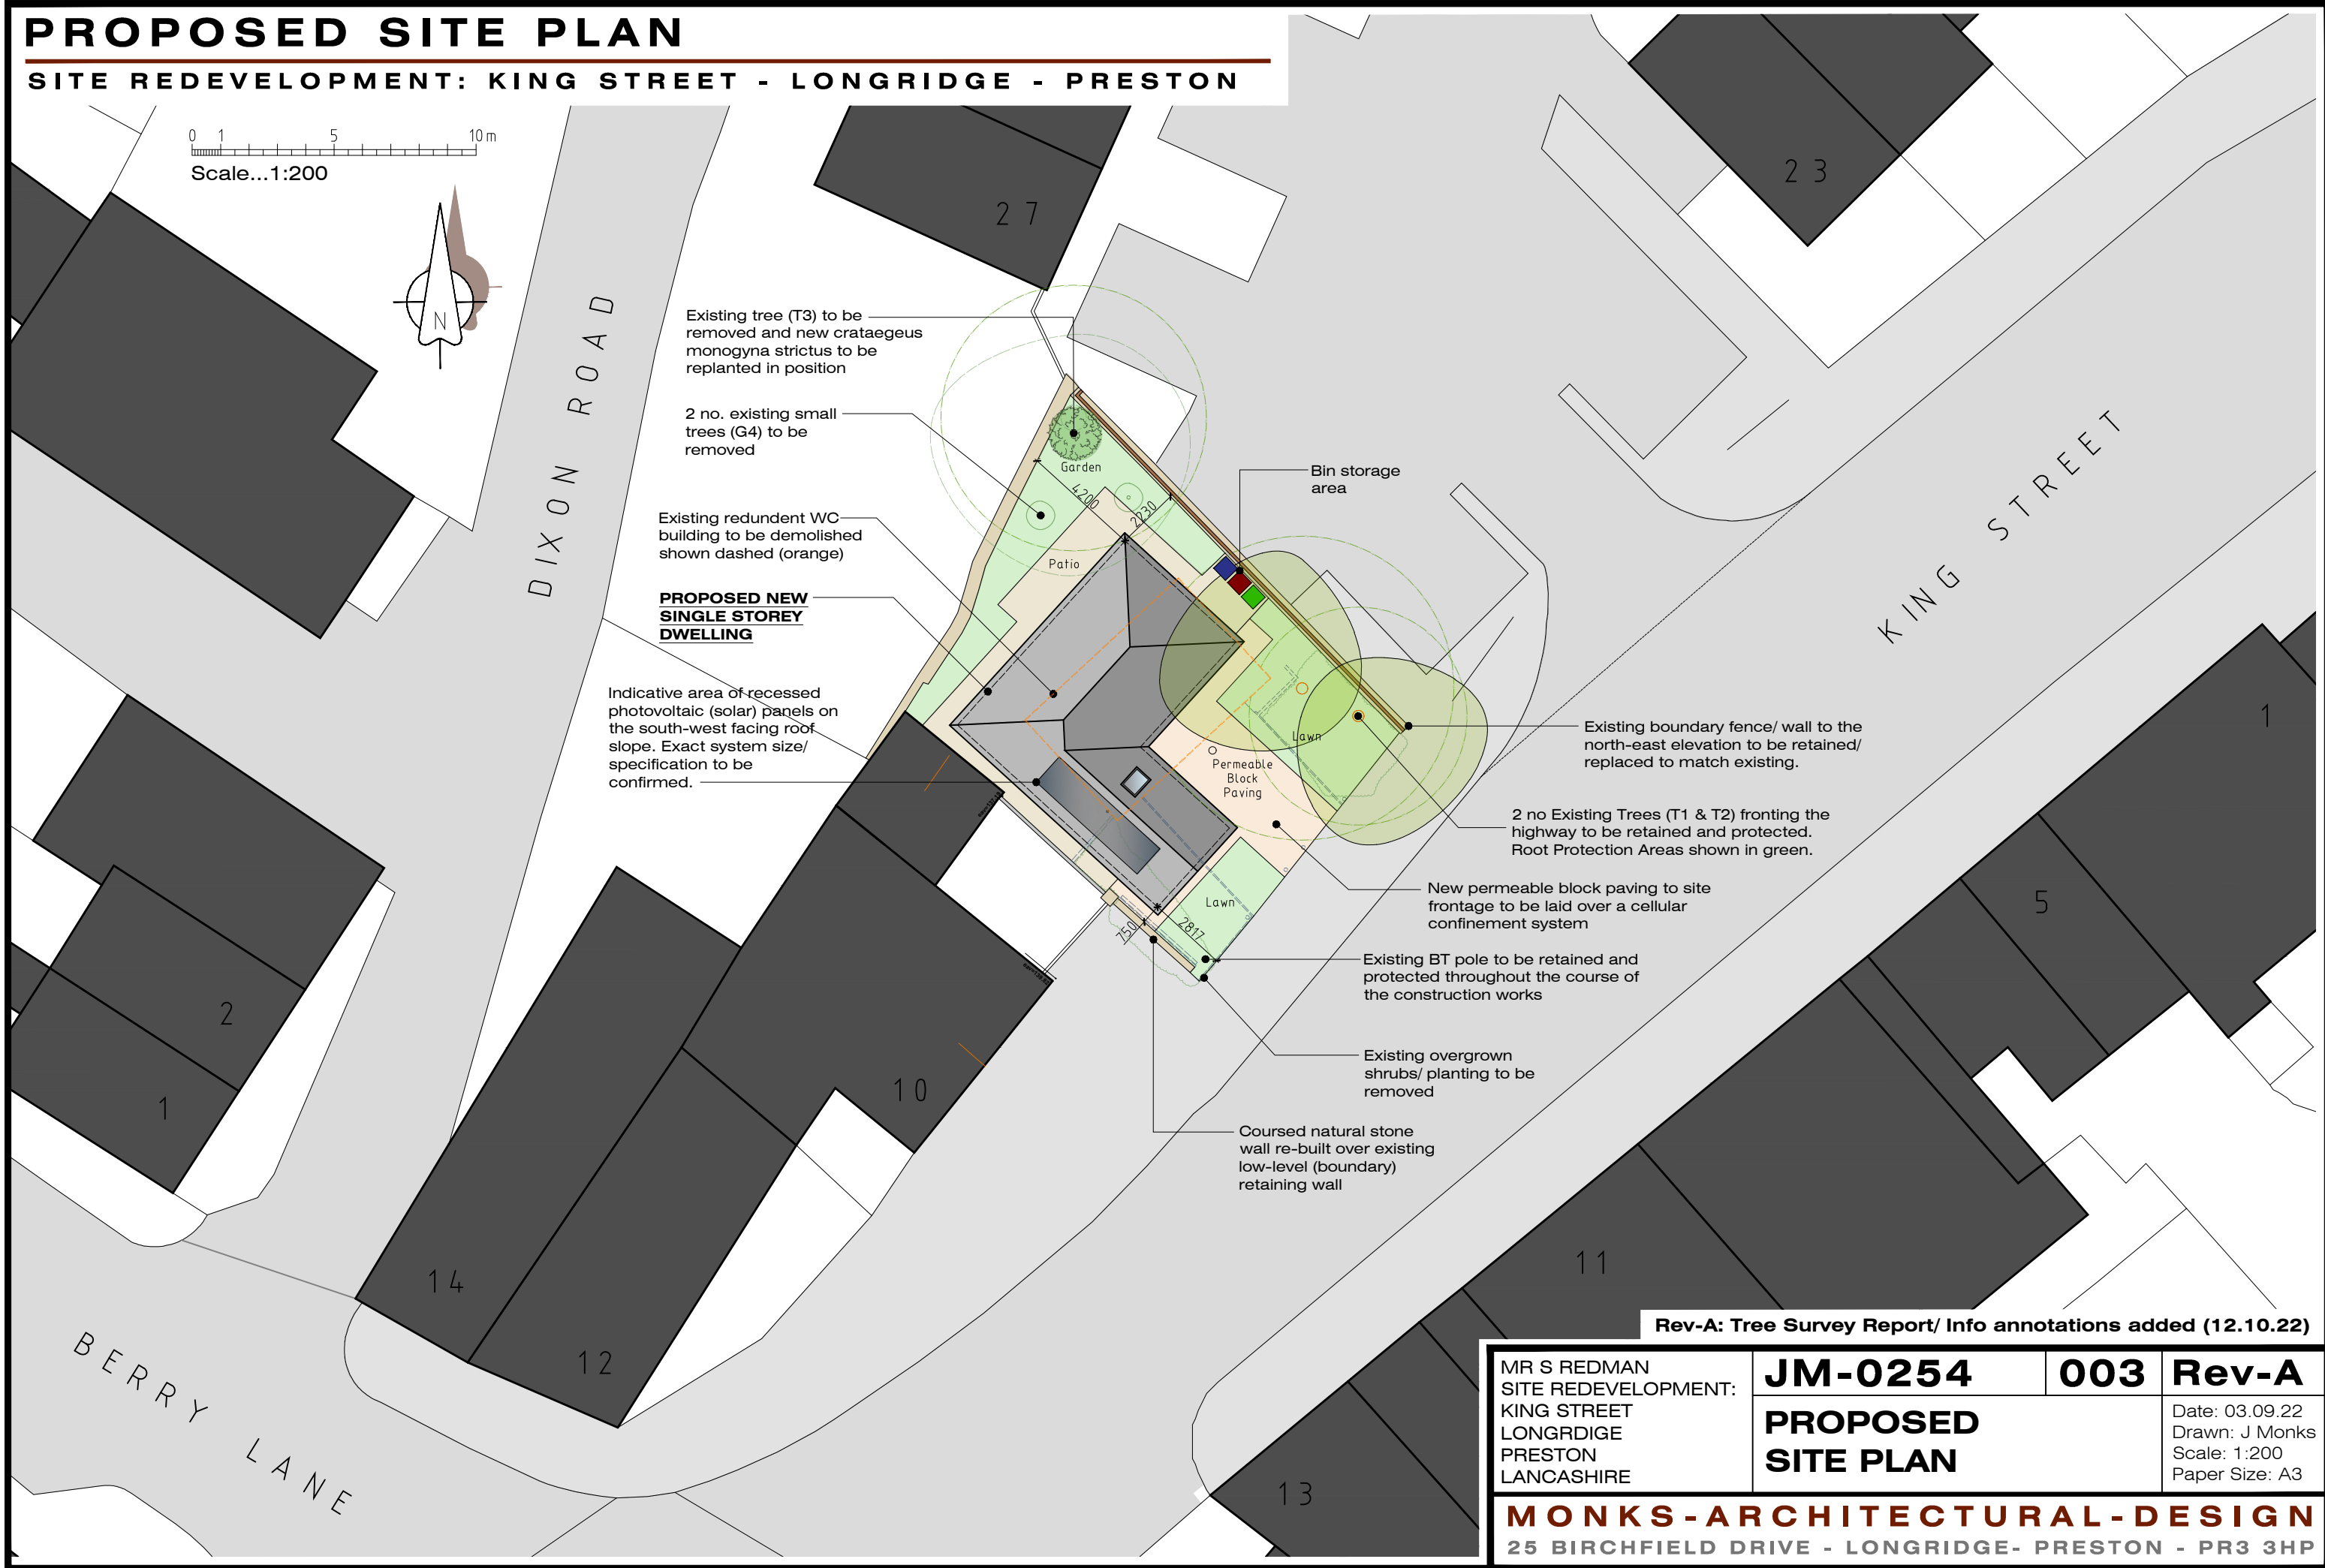 PROPOSED SITE PLAN
SITE REDEVELOPMENT: KING STREET - LONGRIDGE - PRESTON
0 1 5 10 m
Scale...1:200
N
DIXON ROAD
KING STREET
BERRY LANE
27
23
1
5
11
13
10
12
14
2
1
Existing tree (T3) to be
removed and new crataegeus
monogyna strictus to be
replanted in position
2 no. existing small
trees (G4) to be
removed
Existing redundent WC
building to be demolished
shown dashed (orange)
PROPOSED NEW
SINGLE STOREY
DWELLING
Indicative area of recessed
photovoltaic (solar) panels on
the south-west facing roof
slope. Exact system size/
specification to be
confirmed.
Garden
4200
2230
Patio
Bin storage
area
Lawn
Permeable
Block
Paving
Lawn
750
2817
Existing boundary fence/ wall to the
north-east elevation to be retained/
replaced to match existing.
2 no Existing Trees (T1 & T2) fronting the
highway to be retained and protected.
Root Protection Areas shown in green.
New permeable block paving to site
frontage to be laid over a cellular
confinement system
Existing BT pole to be retained and
protected throughout the course of
the construction works
Existing overgrown
shrubs/ planting to be
removed
Coursed natural stone
wall re-built over existing
low-level (boundary)
retaining wall
Rev-A: Tree Survey Report/ Info annotations added (12.10.22)
MR S REDMAN
SITE REDEVELOPMENT:
KING STREET
LONGRDIGE
PRESTON
LANCASHIRE
JM-0254
003
Rev-A
PROPOSED
SITE PLAN
Date: 03.09.22
Drawn: J Monks
Scale: 1:200
Paper Size: A3
MONKS-ARCHITECTURAL-DESIGN
25 BIRCHFIELD DRIVE - LONGRIDGE- PRESTON - PR3 3HP